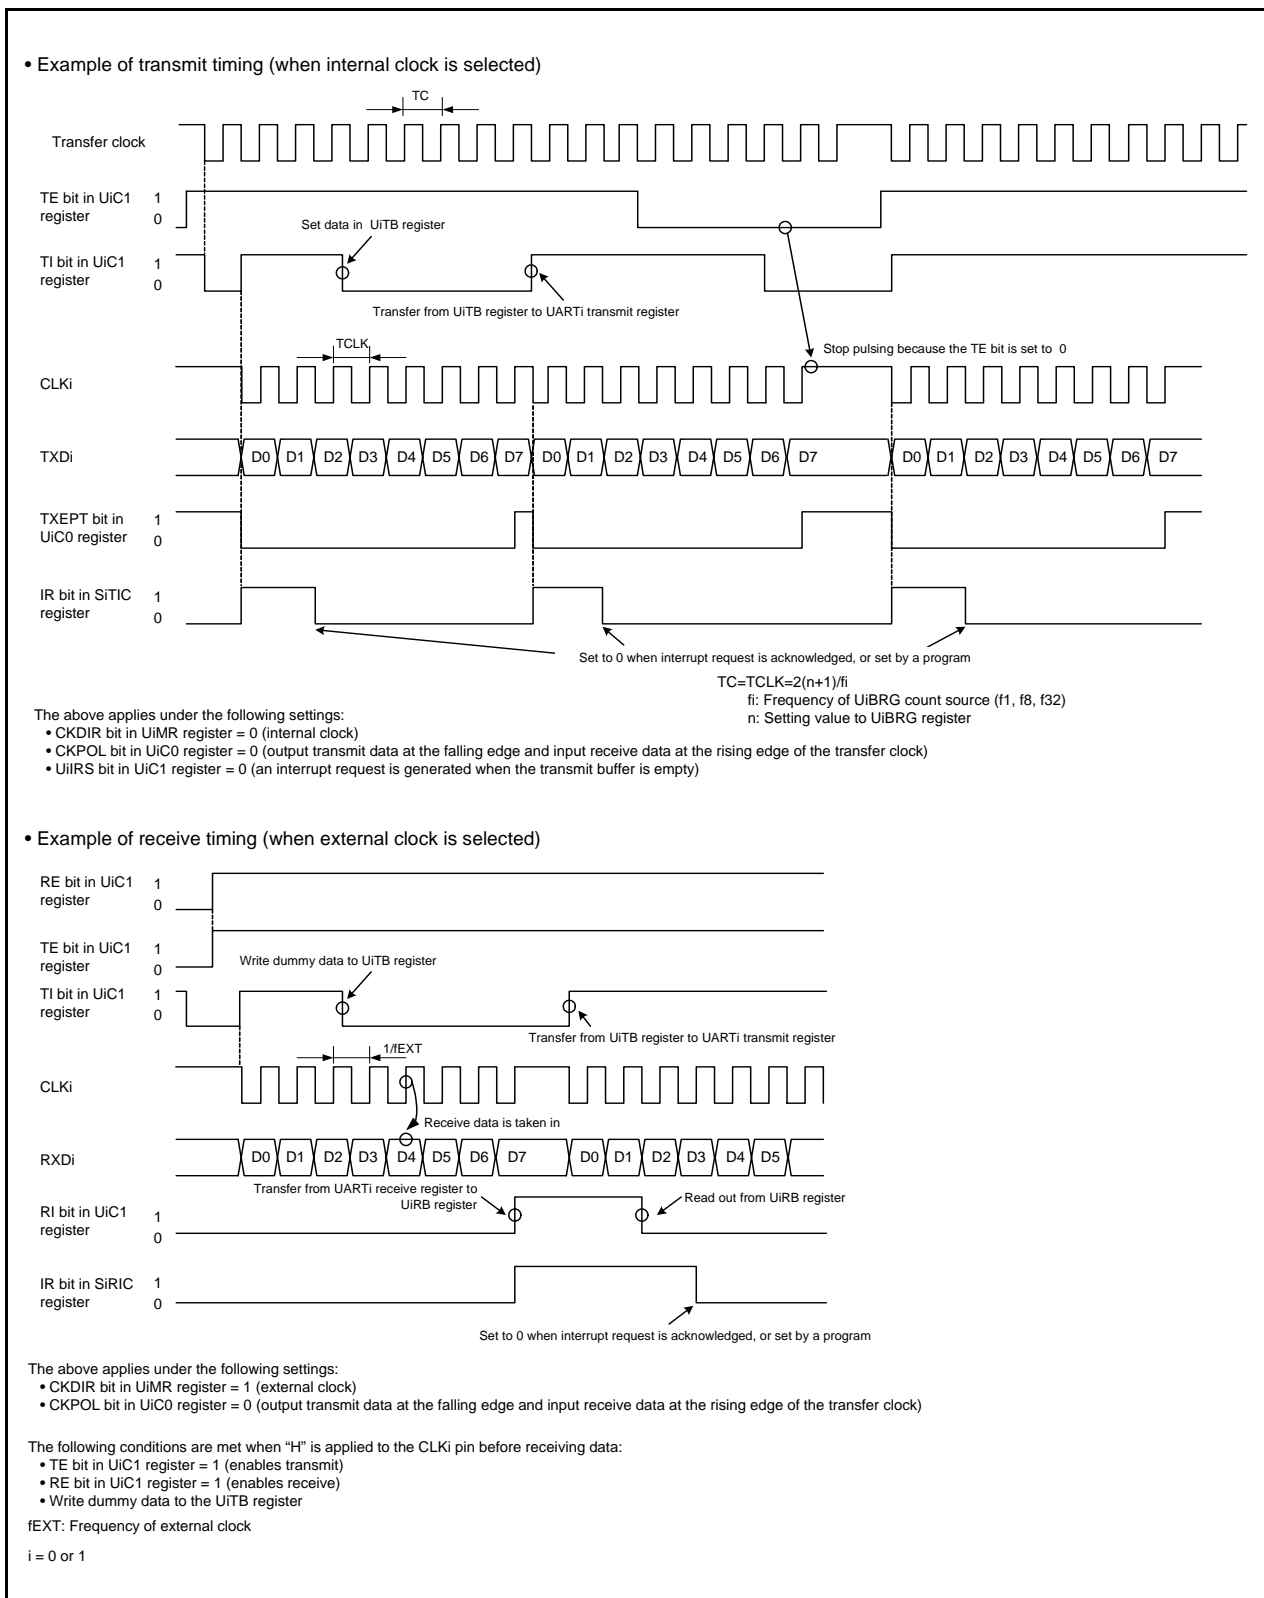 • Example of transmit timing (when internal clock is selected)
TC
Transfer clock
TE bit in UiC1 1
register 0
Set data in UiTB register
TI bit in UiC1 1
register 0
Transfer from UiTB register to UARTi transmit register
TCLK
Stop pulsing because the TE bit is set to 0
CLKi
TXDi D0 D1 D2 D3 D4 D5 D6 D7 D0 D1 D2 D3 D4 D5 D6 D7 D0 D1 D2 D3 D4 D5 D6 D7
TXEPT bit in 1
UiC0 register 0
IR bit in SiTIC 1
register 0
Set to 0 when interrupt request is acknowledged, or set by a program
TC=TCLK=2(n+1)/fi
fi: Frequency of UiBRG count source (f1, f8, f32)
n: Setting value to UiBRG register
The above applies under the following settings:
• CKDIR bit in UiMR register = 0 (internal clock)
• CKPOL bit in UiC0 register = 0 (output transmit data at the falling edge and input receive data at the rising edge of the transfer clock)
• UiIRS bit in UiC1 register = 0 (an interrupt request is generated when the transmit buffer is empty)
• Example of receive timing (when external clock is selected)
RE bit in UiC1 1
register 0
TE bit in UiC1 1
register 0
Write dummy data to UiTB register
TI bit in UiC1 1
register 0
Transfer from UiTB register to UARTi transmit register
1/fEXT
CLKi
Receive data is taken in
RXDi D0 D1 D2 D3 D4 D5 D6 D7 D0 D1 D2 D3 D4 D5
Transfer from UARTi receive register to
UiRB register
Read out from UiRB register
RI bit in UiC1 1
register 0
IR bit in SiRIC 1
register 0
Set to 0 when interrupt request is acknowledged, or set by a program
The above applies under the following settings:
• CKDIR bit in UiMR register = 1 (external clock)
• CKPOL bit in UiC0 register = 0 (output transmit data at the falling edge and input receive data at the rising edge of the transfer clock)
The following conditions are met when “H” is applied to the CLKi pin before receiving data:
• TE bit in UiC1 register = 1 (enables transmit)
• RE bit in UiC1 register = 1 (enables receive)
• Write dummy data to the UiTB register
fEXT: Frequency of external clock
i = 0 or 1